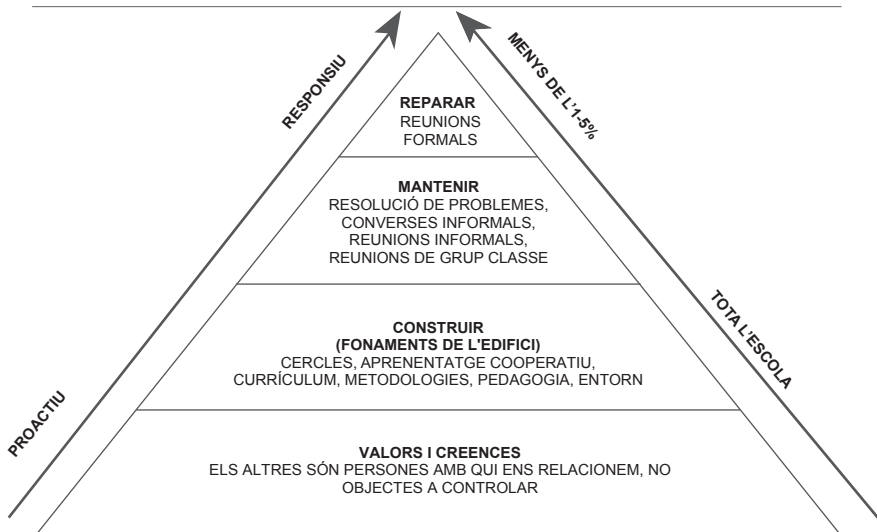 RESPONSIU
MENYS DE L'1-5%
REPARAR
REUNIONS
FORMALS
MANTENIR
RESOLUCIÓ DE PROBLEMES,
CONVERSES INFORMALS,
REUNIONS INFORMALS,
REUNIONS DE GRUP CLASSE
TOTA L'ESCOLA
CONSTRUIR
(FONAMENTS DE L'EDIFICI)
CERCLES, APRENENTATGE COOPERATIU,
CURRÍCULUM, METODOLOGIES, PEDAGOGIA, ENTORN
PROACTIU
VALORS I CREENCES
ELS ALTRES SÓN PERSONES AMB QUI ENS RELACIONEM, NO
OBJECTES A CONTROLAR